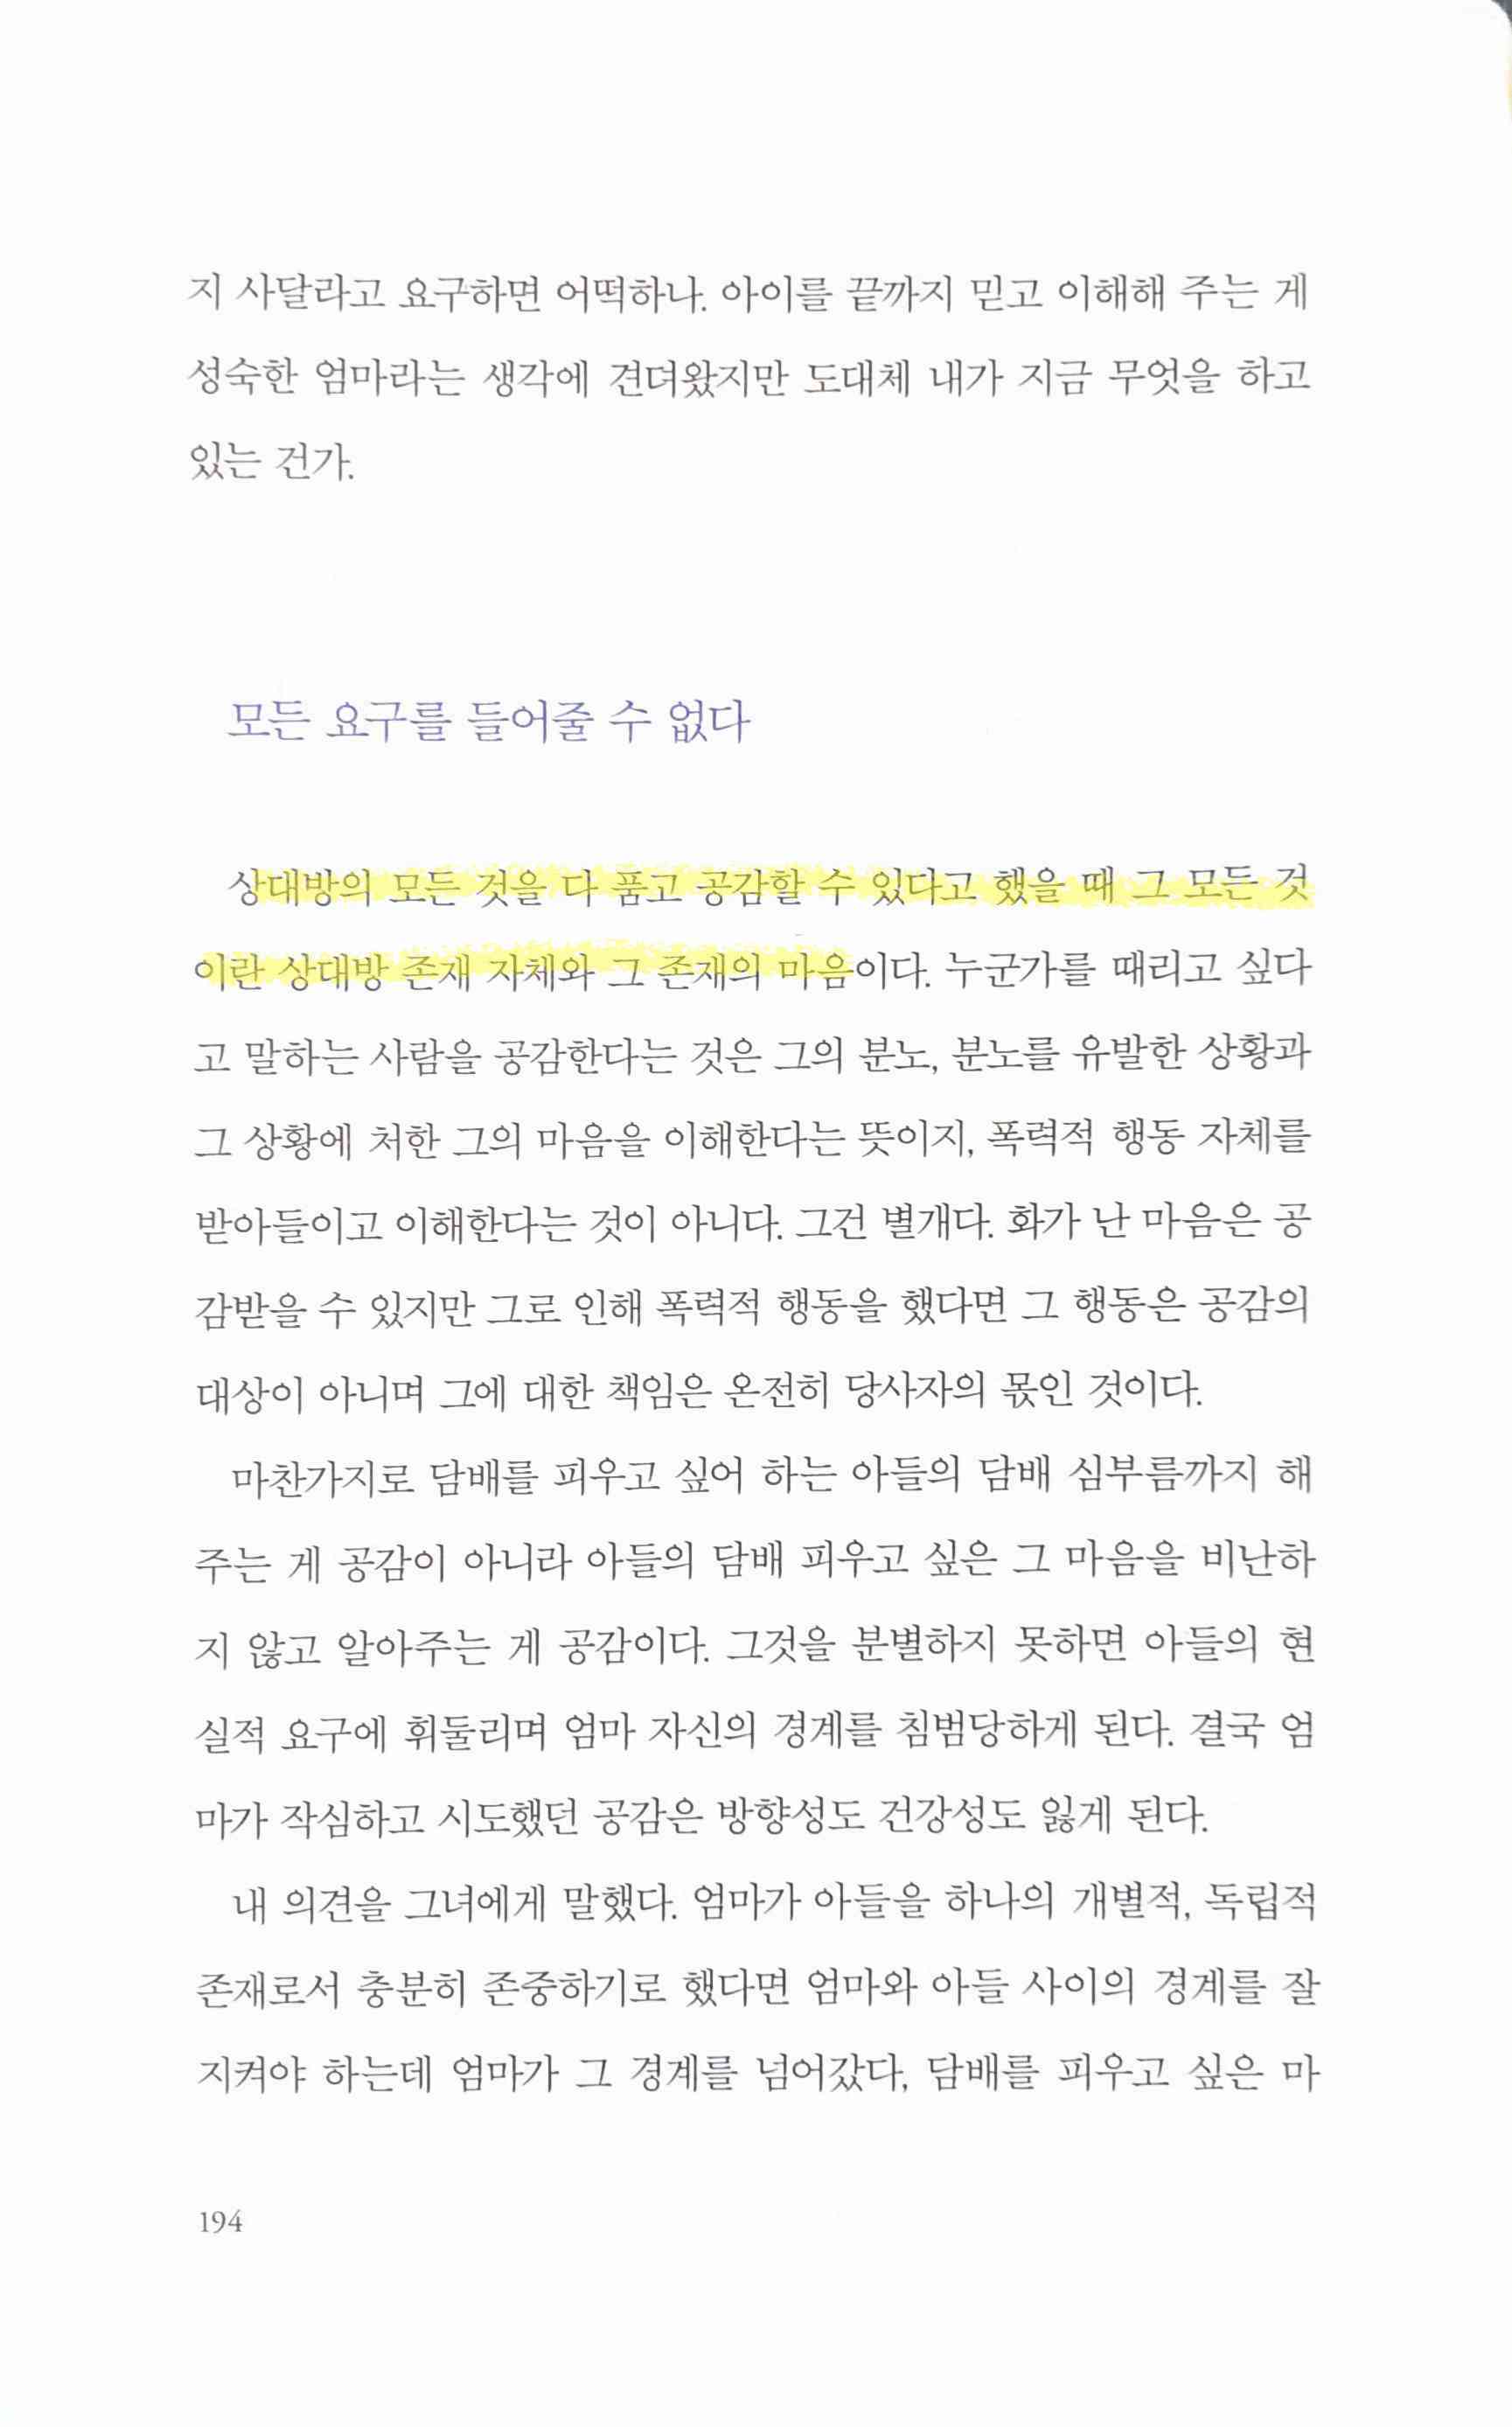 지 사달라고 요구하면 어떡하나. 아이를 끝까지 믿고 이해해 주는 게
성숙한 엄마라는 생각에 견뎌왔지만 도대체 내가 지금 무엇을 하고
있는 건가.
모든 요구를 들어줄 수 없다
상대방의 모든 것을 다 품고 공감할 수 있다고 했을 때 그 모든 것
이란 상대방 존재 자체와 그 존재의 마음이다. 누군가를 때리고 싶다
고 말하는 사람을 공감한다는 것은 그의 분노, 분노를 유발한 상황과
그 상황에 처한 그의 마음을 이해한다는 뜻이지, 폭력적 행동 자체를
받아들이고 이해한다는 것이 아니다. 그건 별개다. 화가 난 마음은 공
감받을 수 있지만 그로 인해 폭력적 행동을 했다면 그 행동은 공감의
대상이 아니며 그에 대한 책임은 온전히 당사자의 몫인 것이다.
마찬가지로 담배를 피우고 싶어 하는 아들의 담배 심부름까지 해
주는 게 공감이 아니라 아들의 담배 피우고 싶은 그 마음을 비난하
지 않고 알아주는 게 공감이다. 그것을 분별하지 못하면 아들의 현
실적 요구에 휘둘리며 엄마 자신의 경계를 침범당하게 된다. 결국 엄
마가 작심하고 시도했던 공감은 방향성도 건강성도 잃게 된다.
내 의견을 그녀에게 말했다. 엄마가 아들을 하나의 개별적, 독립적
존재로서 충분히 존중하기로 했다면 엄마와 아들 사이의 경계를 잘
지켜야 하는데 엄마가 그 경계를 넘어갔다, 담배를 피우고 싶은 마
194